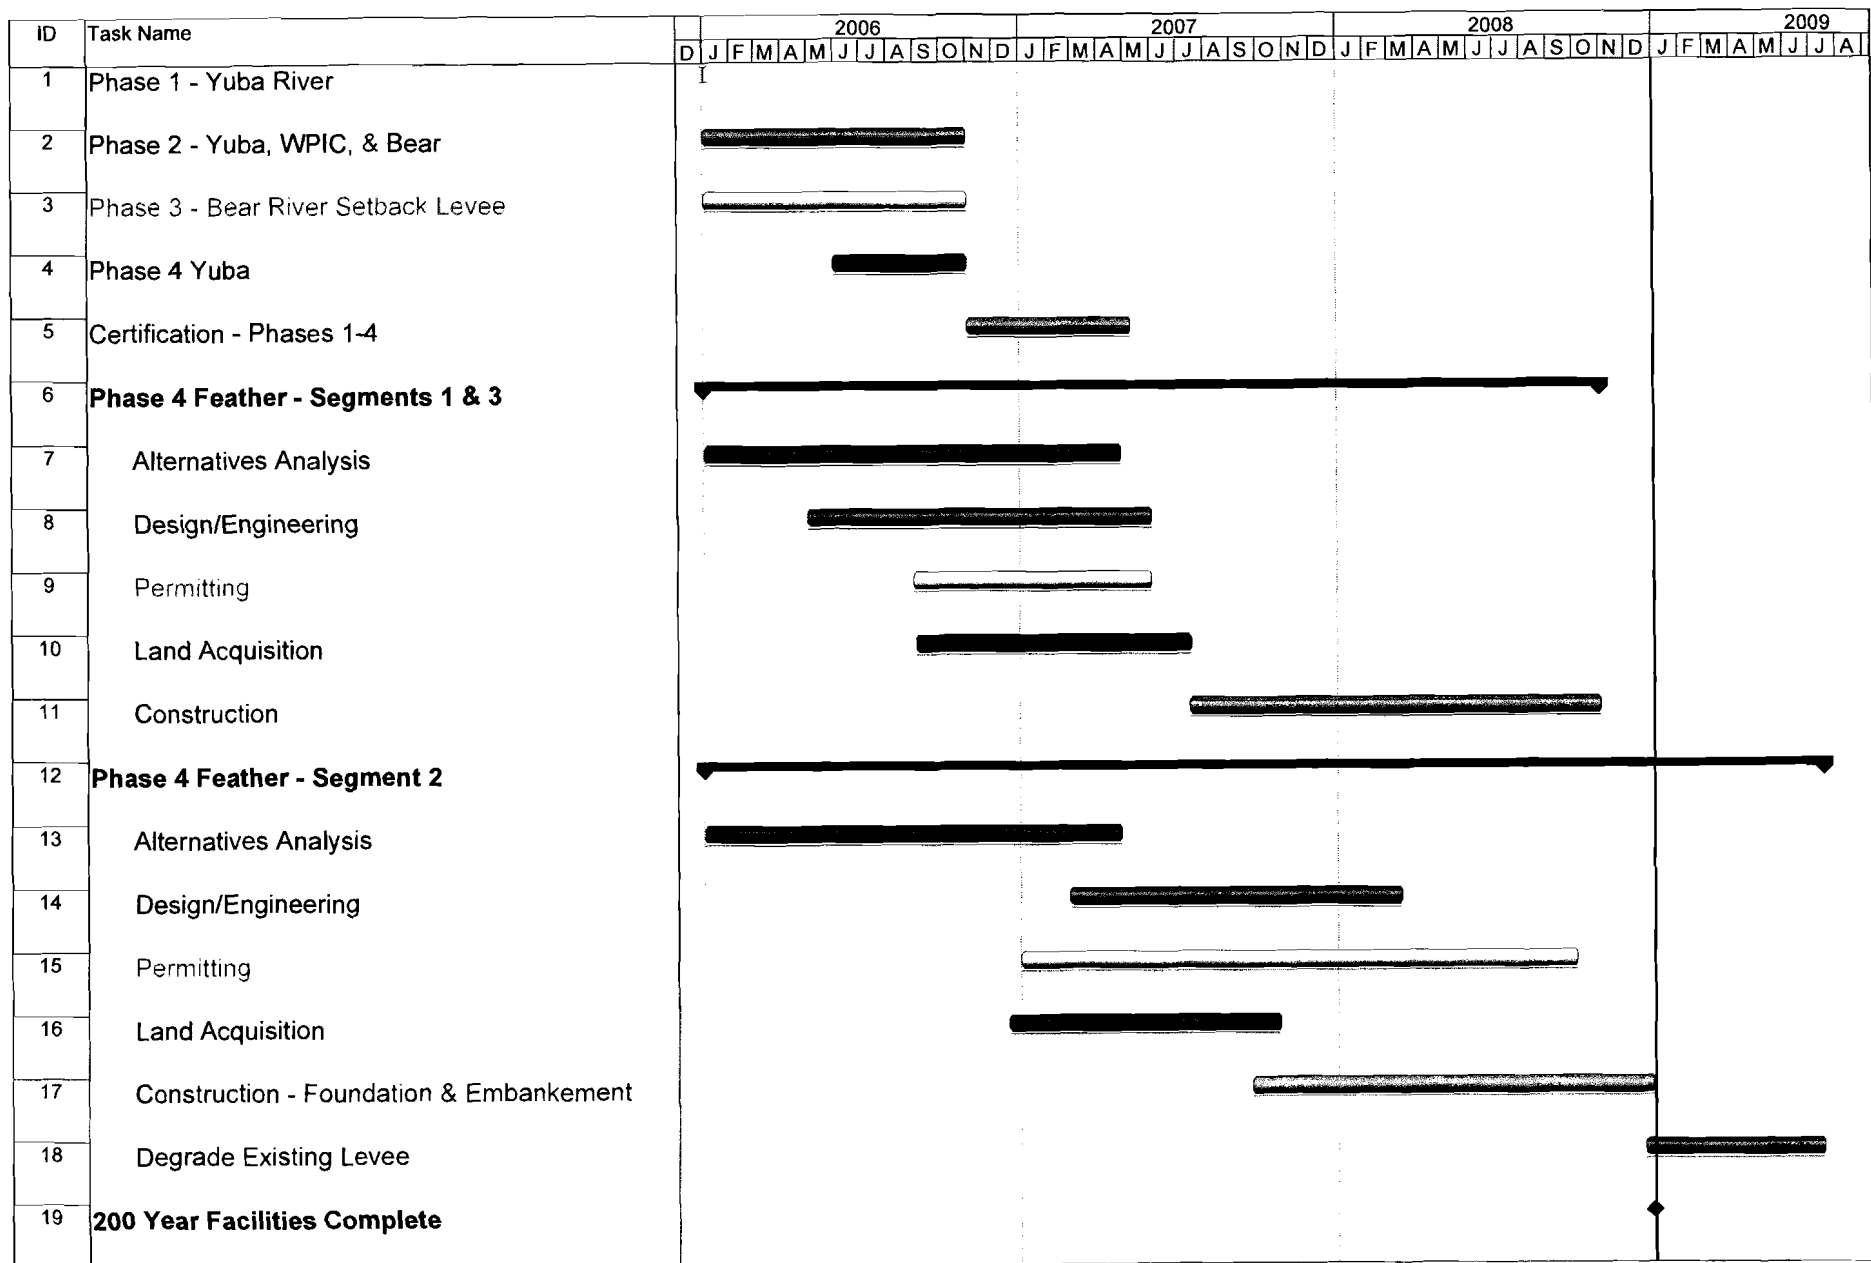 ID Task Name 2006 2007 2008 2009
D J F M A M J J A S O N D J F M A M J J A S O N D J F M A M J J A S O N D J F M A M J J A
1 Phase 1 - Yuba River
2 Phase 2 - Yuba, WPIC, & Bear
3 Phase 3 - Bear River Setback Levee
4 Phase 4 Yuba
5 Certification - Phases 1-4
6 Phase 4 Feather - Segments 1 & 3
7 Alternatives Analysis
8 Design/Engineering
9 Permitting
10 Land Acquisition
11 Construction
12 Phase 4 Feather - Segment 2
13 Alternatives Analysis
14 Design/Engineering
15 Permitting
16 Land Acquisition
17 Construction - Foundation & Embankement
18 Degrade Existing Levee
19 200 Year Facilities Complete